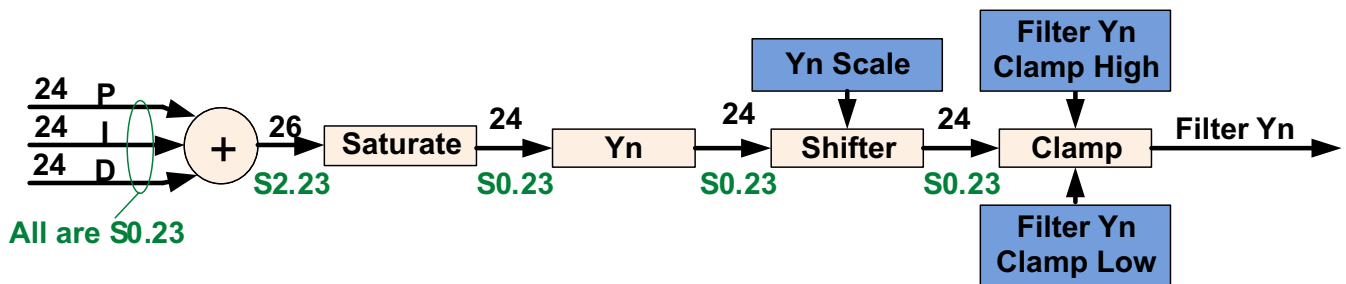 Filter Yn
Clamp High
Yn Scale
24 P
24 I
24 D
+
26
Saturate
24
Yn
24
Shifter
24
Clamp
Filter Yn
S2.23
S0.23
S0.23
S0.23
All are S0.23
Filter Yn
Clamp Low